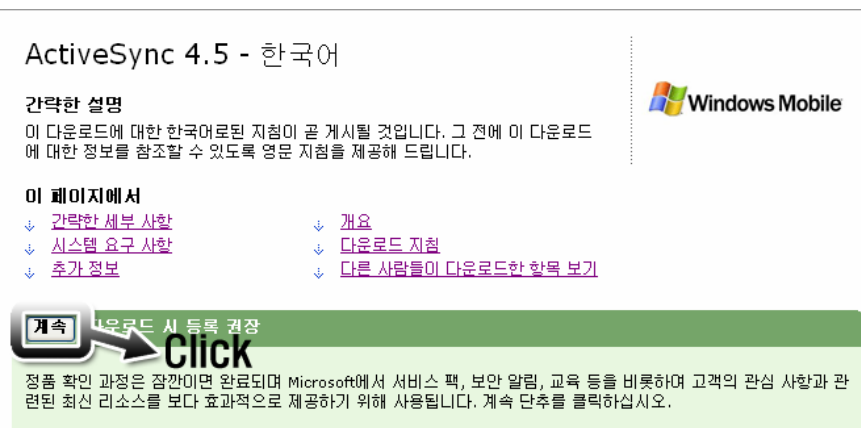 ActiveSync 4.5 - 한국어
Windows Mobile
간략한 설명
이 다운로드에 대한 한국어로된 지침이 곧 게시될 것입니다. 그 전에 이 다운로드
에 대한 정보를 참조할 수 있도록 영문 지침을 제공해 드립니다.
이 페이지에서
간략한 세부 사항
개요
시스템 요구 사항
다운로드 지침
추가 정보
다른 사람들이 다운로드한 항목 보기
계속 다운로드 시 등록 권장
Click
정품 확인 과정은 잠깐이면 완료되며 Microsoft에서 서비스 팩, 보안 알림, 교육 등을 비롯하여 고객의 관심 사항과 관
련된 최신 리소스를 보다 효과적으로 제공하기 위해 사용됩니다. 계속 단추를 클릭하십시오.